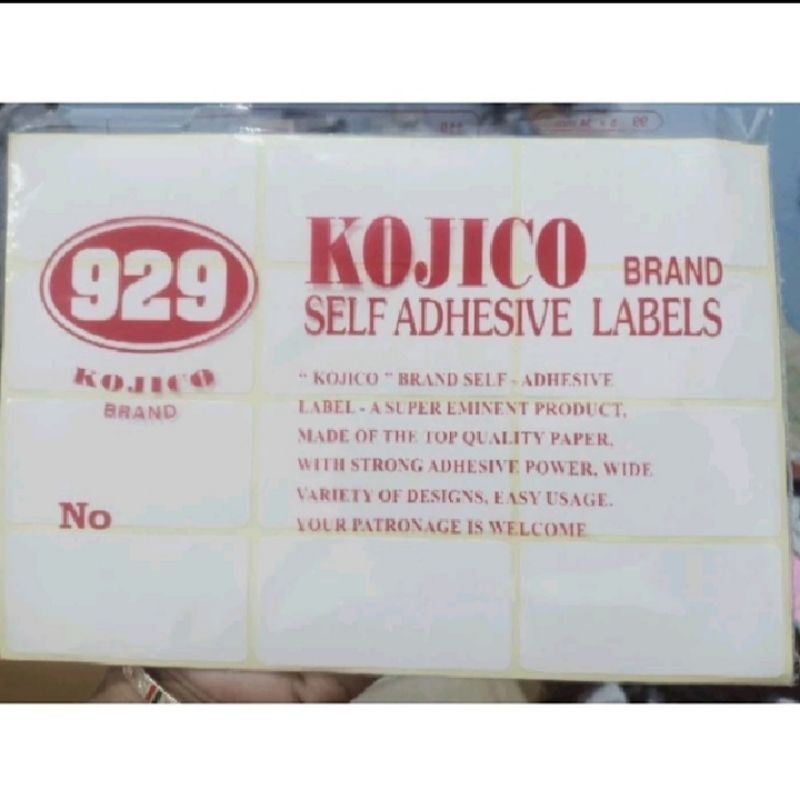 929
KOJICO
BRAND
No
KOJICO BRAND
SELF ADHESIVE LABELS
“ KOJICO ” BRAND SELF - ADHESIVE
LABEL - A SUPER EMINENT PRODUCT,
MADE OF THE TOP QUALITY PAPER,
WITH STRONG ADHESIVE POWER, WIDE
VARIETY OF DESIGNS, EASY USAGE.
YOUR PATRONAGE IS WELCOME